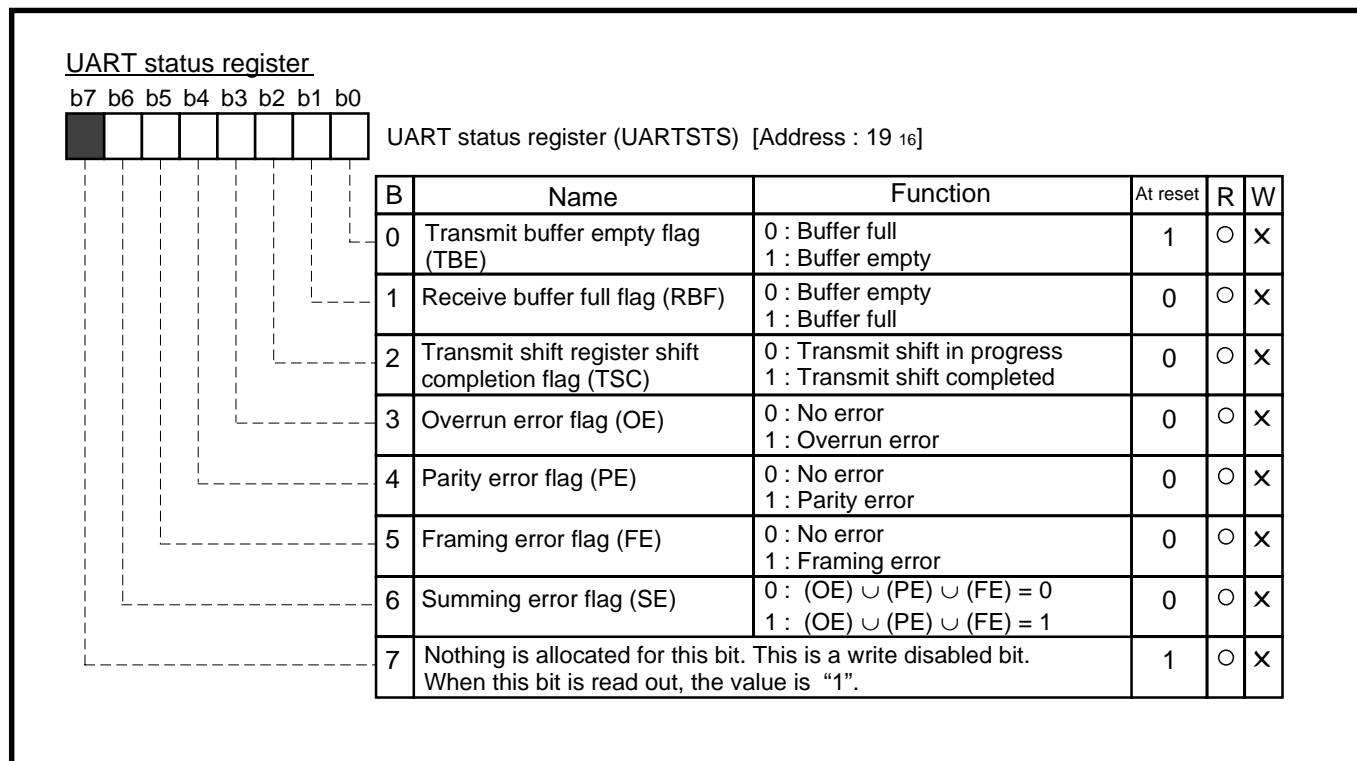 UART status register
b7 b6 b5 b4 b3 b2 b1 b0
UART status register (UARTSTS) [Address : 19 16]
B Name Function At reset R W
0 Transmit buffer empty flag (TBE) 0 : Buffer full 1 : Buffer empty 1 ○ ×
1 Receive buffer full flag (RBF) 0 : Buffer empty 1 : Buffer full 0 ○ ×
2 Transmit shift register shift completion flag (TSC) 0 : Transmit shift in progress 1 : Transmit shift completed 0 ○ ×
3 Overrun error flag (OE) 0 : No error 1 : Overrun error 0 ○ ×
4 Parity error flag (PE) 0 : No error 1 : Parity error 0 ○ ×
5 Framing error flag (FE) 0 : No error 1 : Framing error 0 ○ ×
6 Summing error flag (SE) 0 : (OE) ∪ (PE) ∪ (FE) = 0 1 : (OE) ∪ (PE) ∪ (FE) = 1 0 ○ ×
7 Nothing is allocated for this bit. This is a write disabled bit. When this bit is read out, the value is “1”. 1 ○ ×